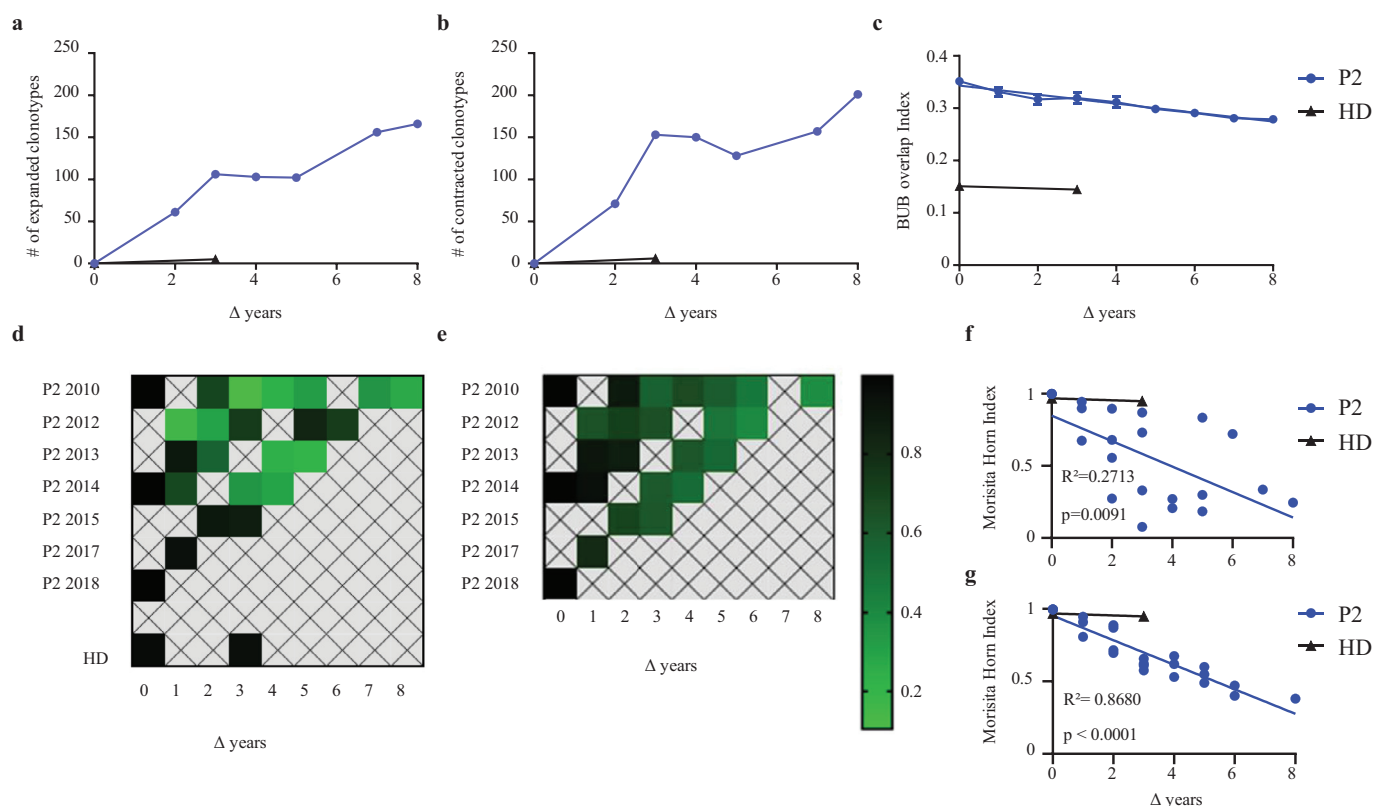 a
250
200
150
100
50
0
# of expanded clonotypes
0 2 4 6 8
Δ years
b
250
200
150
100
50
0
# of contracted clonotypes
0 2 4 6 8
Δ years
c
0.4
0.3
0.2
0.1
0
BUB overlap Index
0 2 4 6 8
Δ years
P2
HD
d
P2 2010
P2 2012
P2 2013
P2 2014
P2 2015
P2 2017
P2 2018
HD
0 1 2 3 4 5 6 7 8
Δ years
e
P2 2010
P2 2012
P2 2013
P2 2014
P2 2015
P2 2017
P2 2018
0 1 2 3 4 5 6 7 8
Δ years
0.8
0.6
0.4
0.2
f
1
0.5
0
Morisita Horn Index
R²=0.2713
p=0.0091
0 2 4 6 8
P2
HD
g
1
0.5
0
Morisita Horn Index
R²= 0.8680
p < 0.0001
0 2 4 6 8
Δ years
P2
HD